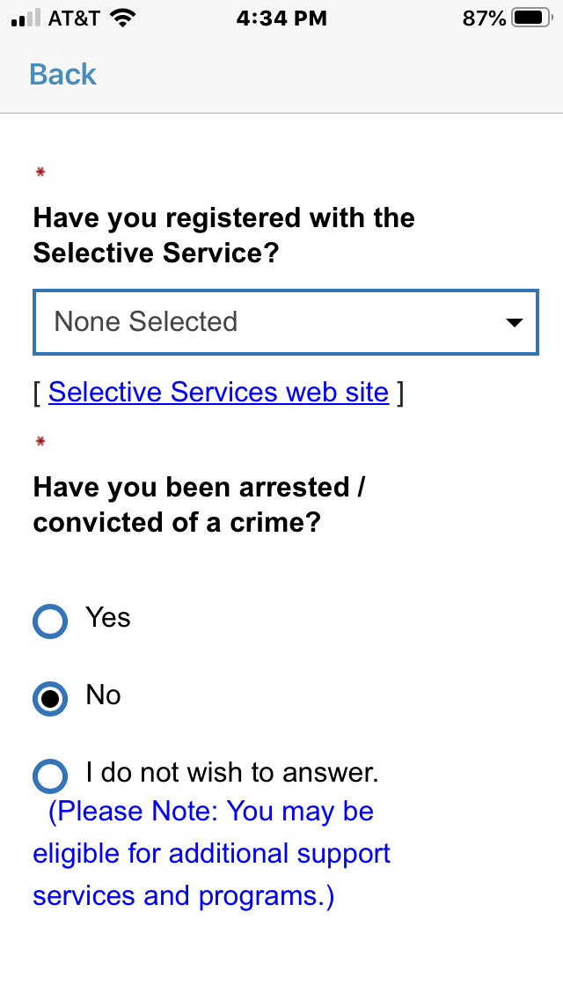 AT&T 4:34 PM 87%
Back
*
Have you registered with the
Selective Service?
None Selected
[ Selective Services web site ]
*
Have you been arrested /
convicted of a crime?
Yes
No
I do not wish to answer.
(Please Note: You may be
eligible for additional support
services and programs.)